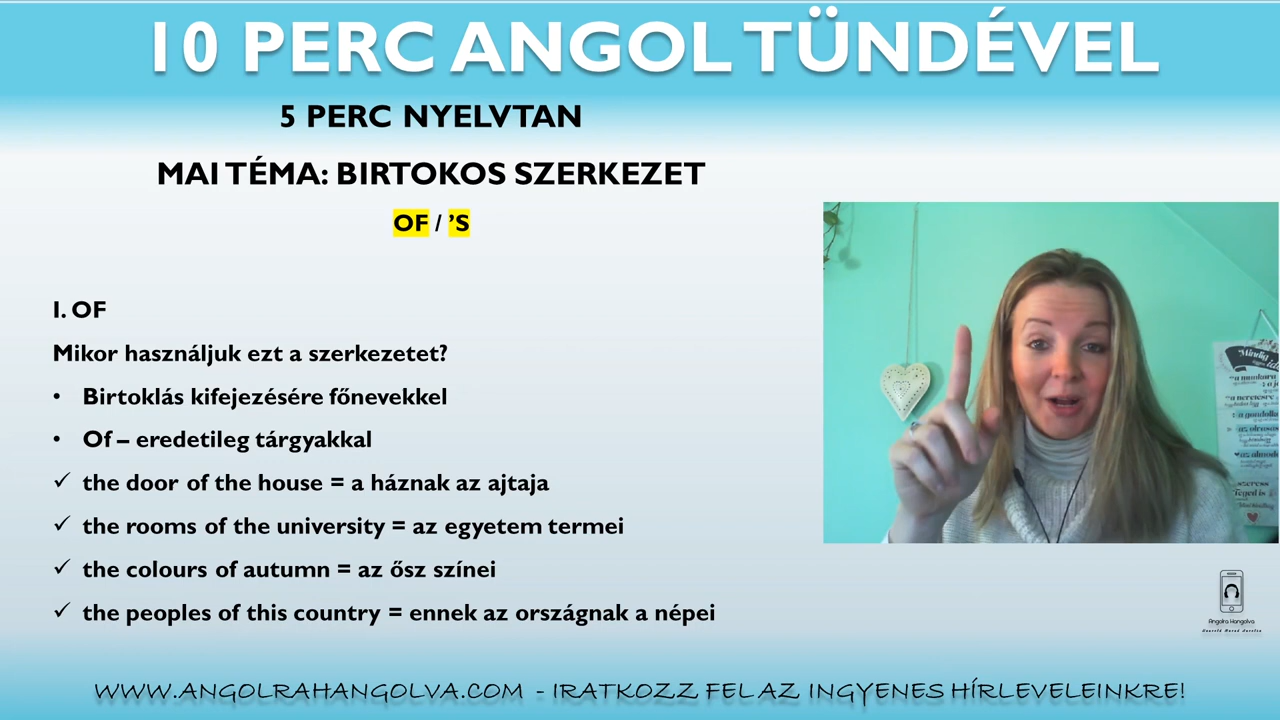 10 PERC ANGOL TÜNDÉVEL
5 PERC NYELVTAN
MAI TÉMA: BIRTOKOS SZERKEZET
OF / ’S
I. OF
Mikor használjuk ezt a szerkezetet?
• Birtoklás kifejezésére főnevekkel
• Of – eredetileg tárgyakkal
✓ the door of the house = a háznak az ajtaja
✓ the rooms of the university = az egyetem termei
✓ the colours of autumn = az ősz színei
✓ the peoples of this country = ennek az országnak a népei
Mindig
Angolra Hangolva
WWW.ANGOLRAHANGOLVA.COM - IRATKOZZ FEL AZ INGYENES HÍRLEVELEINKRE!